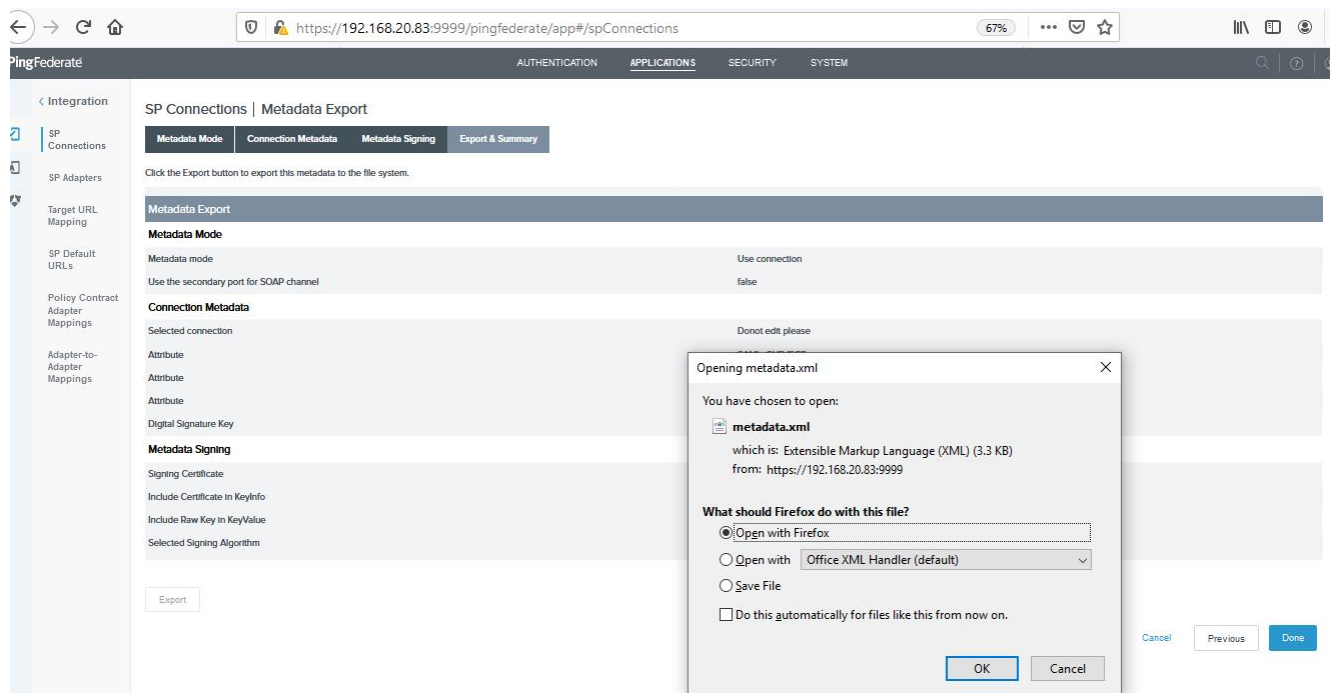 https://192.168.20.83:9999/pingfederate/app#/spConnections
67%
PingFederate
AUTHENTICATION
APPLICATIONS
SECURITY
SYSTEM
Integration
SP
Connections
SP Adapters
Target URL
Mapping
SP Default
URLs
Policy Contract
Adapter
Mappings
Adapter-to-
Adapter
Mappings
SP Connections | Metadata Export
Metadata Mode
Connection Metadata
Metadata Signing
Export & Summary
Click the Export button to export this metadata to the file system.
Metadata Export
Metadata Mode
Metadata mode Use connection
Use the secondary port for SOAP channel false
Connection Metadata
Selected connection Donot edit please
Attribute
Attribute
Attribute
Digital Signature Key
Metadata Signing
Signing Certificate
Include Certificate in KeyInfo
Include Raw Key in KeyValue
Selected Signing Algorithm
Export
Opening metadata.xml
You have chosen to open:
metadata.xml
which is: Extensible Markup Language (XML) (3.3 KB)
from: https://192.168.20.83:9999
What should Firefox do with this file?
Open with Firefox
Open with Office XML Handler (default)
Save File
Do this automatically for files like this from now on.
OK
Cancel
Cancel
Previous
Done